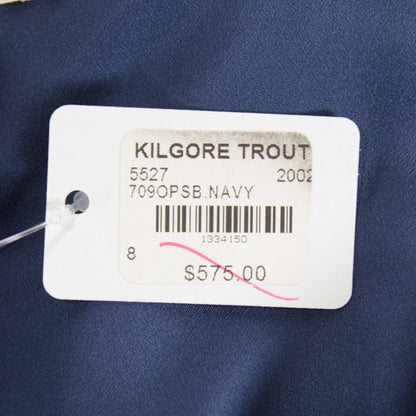 KILGORE TROUT
5527 2002
709OPSB.NAVY
1334150
8
$575.00